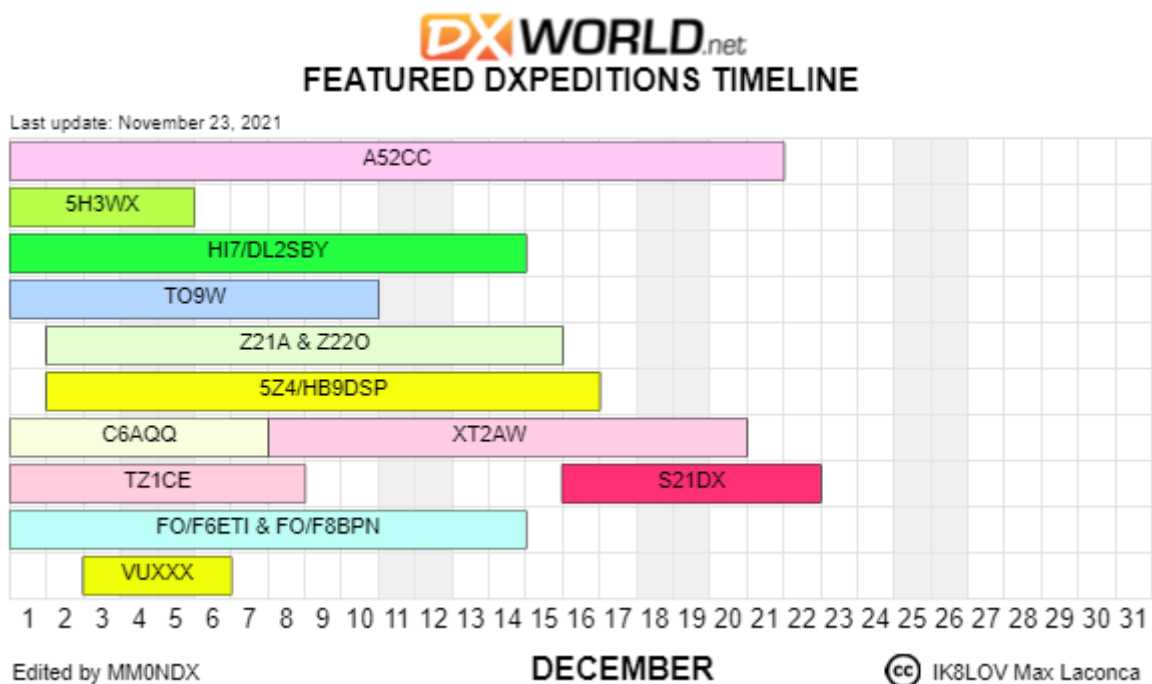 DXWORLD.net
FEATURED DXPEDITIONS TIMELINE
Last update: November 23, 2021
A52CC
5H3WX
HI7/DL2SBY
TO9W
Z21A & Z22O
5Z4/HB9DSP
C6AQQ XT2AW
TZ1CE S21DX
FO/F6ETI & FO/F8BPN
VUXXX
1 2 3 4 5 6 7 8 9 10 11 12 13 14 15 16 17 18 19 20 21 22 23 24 25 26 27 28 29 30 31
Edited by MM0NDX DECEMBER cc IK8LOV Max Laconca